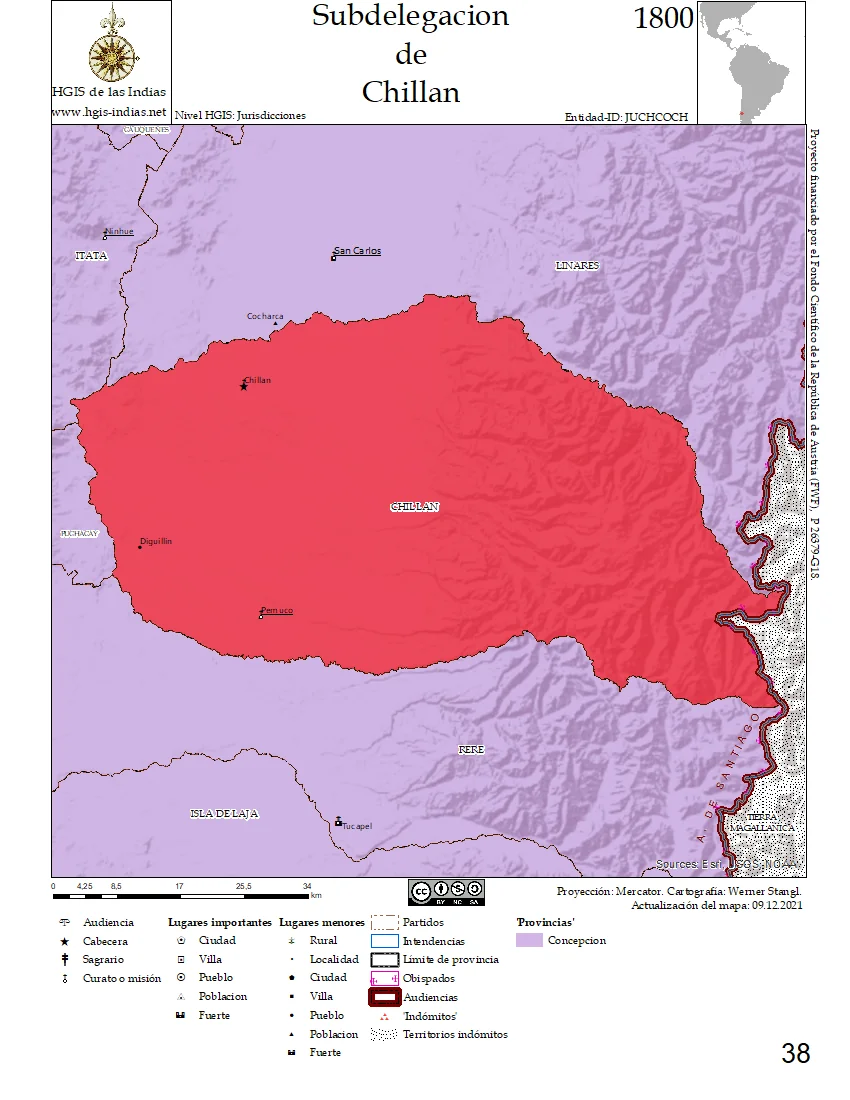 Subdelegacion
de
Chillan
1800
HGIS de las Indias
www.hgis-indias.net
Nivel HGIS: Jurisdicciones
Entidad-ID: JUCHCOCH
Proyecto financiado por el Fondo Científico de la República de Austria (FWF), P 26379-G18.
CAUQUENES
Ninhue
ITATA
San Carlos
LINARES
Cocharca
Chillan
CHILLAN
PUCHACAY
Diguillin
Pemuco
RERE
ISLA DE LAJA
Tucapel
A. DE SANTIAGO
TIERRA
MAGALLANICA
Sources: Esri, USGS, NOAA
0 4,25 8,5 17 25,5 34
km
CC BY NC SA
Proyección: Mercator. Cartografía: Werner Stangl.
Actualización del mapa: 09.12.2021
Audiencia
Cabecera
Sagrario
Curato o misión
Lugares importantes
Ciudad
Villa
Pueblo
Poblacion
Fuerte
Lugares menores
Rural
Localidad
Ciudad
Villa
Pueblo
Poblacion
Fuerte
Partidos
Intendencias
Límite de provincia
Obispados
Audiencias
'Indómitos'
Territorios indómitos
'Provincias'
Concepcion
38